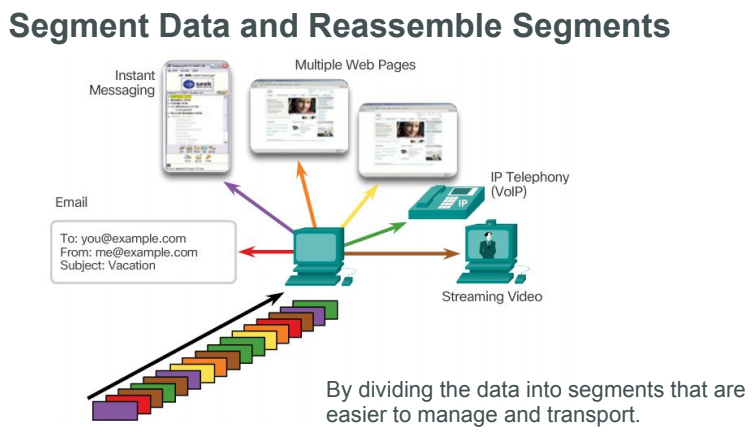 Segment Data and Reassemble Segments
Instant
Messaging
Multiple Web Pages
seek
IP Telephony
(VoIP)
IP
Email
To: you@example.com
From: me@example.com
Subject: Vacation
Streaming Video
By dividing the data into segments that are
easier to manage and transport.